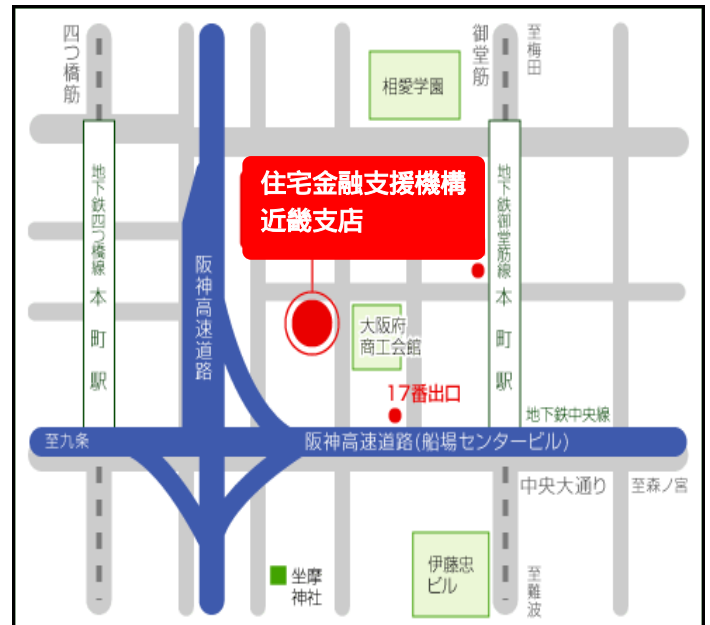 四つ橋筋
御堂筋
至梅田
相愛学園
住宅金融支援機構
近畿支店
地下鉄四つ橋線
本町駅
阪神高速道路
地下鉄御堂筋線
本町駅
大阪府
商工会館
17番出口
地下鉄中央線
至九条
阪神高速道路(船場センタービル)
中央大通り
至森ノ宮
伊藤忠
ビル
坐摩
神社
至難波